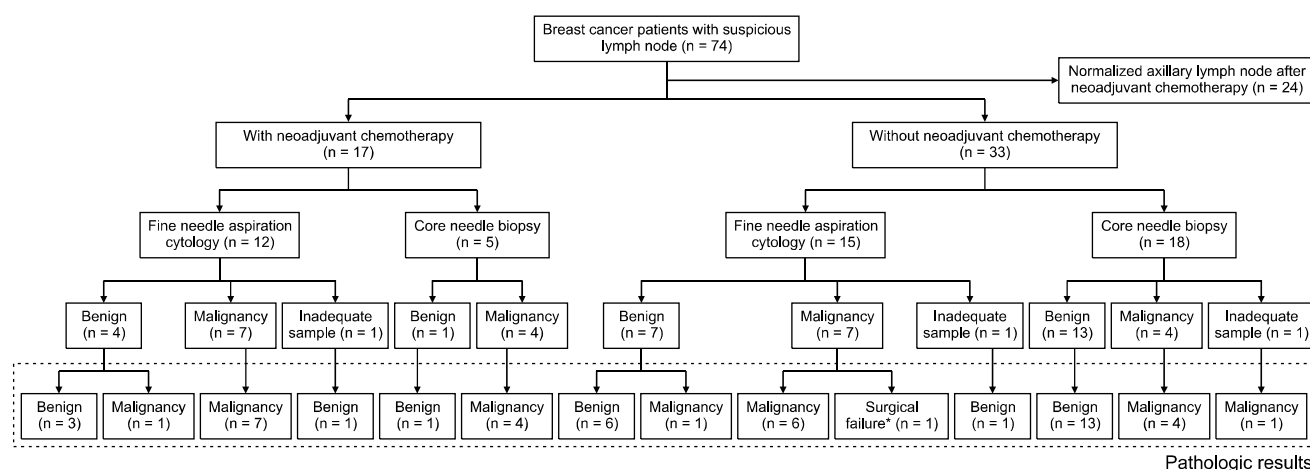 Breast cancer patients with suspicious
lymph node (n = 74)
Normalized axillary lymph node after
neoadjuvant chemotherapy (n = 24)
With neoadjuvant chemotherapy
(n = 17)
Without neoadjuvant chemotherapy
(n = 33)
Fine needle aspiration
cytology (n = 12)
Core needle biopsy
(n = 5)
Fine needle aspiration
cytology (n = 15)
Core needle biopsy
(n = 18)
Benign
(n = 4)
Malignancy
(n = 7)
Inadequate
sample (n = 1)
Benign
(n = 1)
Malignancy
(n = 4)
Benign
(n = 7)
Malignancy
(n = 7)
Inadequate
sample (n = 1)
Benign
(n = 13)
Malignancy
(n = 4)
Inadequate
sample (n = 1)
Benign
(n = 3)
Malignancy
(n = 1)
Malignancy
(n = 7)
Benign
(n = 1)
Benign
(n = 1)
Malignancy
(n = 4)
Benign
(n = 6)
Malignancy
(n = 1)
Malignancy
(n = 6)
Surgical
failure* (n = 1)
Benign
(n = 1)
Benign
(n = 13)
Malignancy
(n = 4)
Malignancy
(n = 1)
Pathologic results